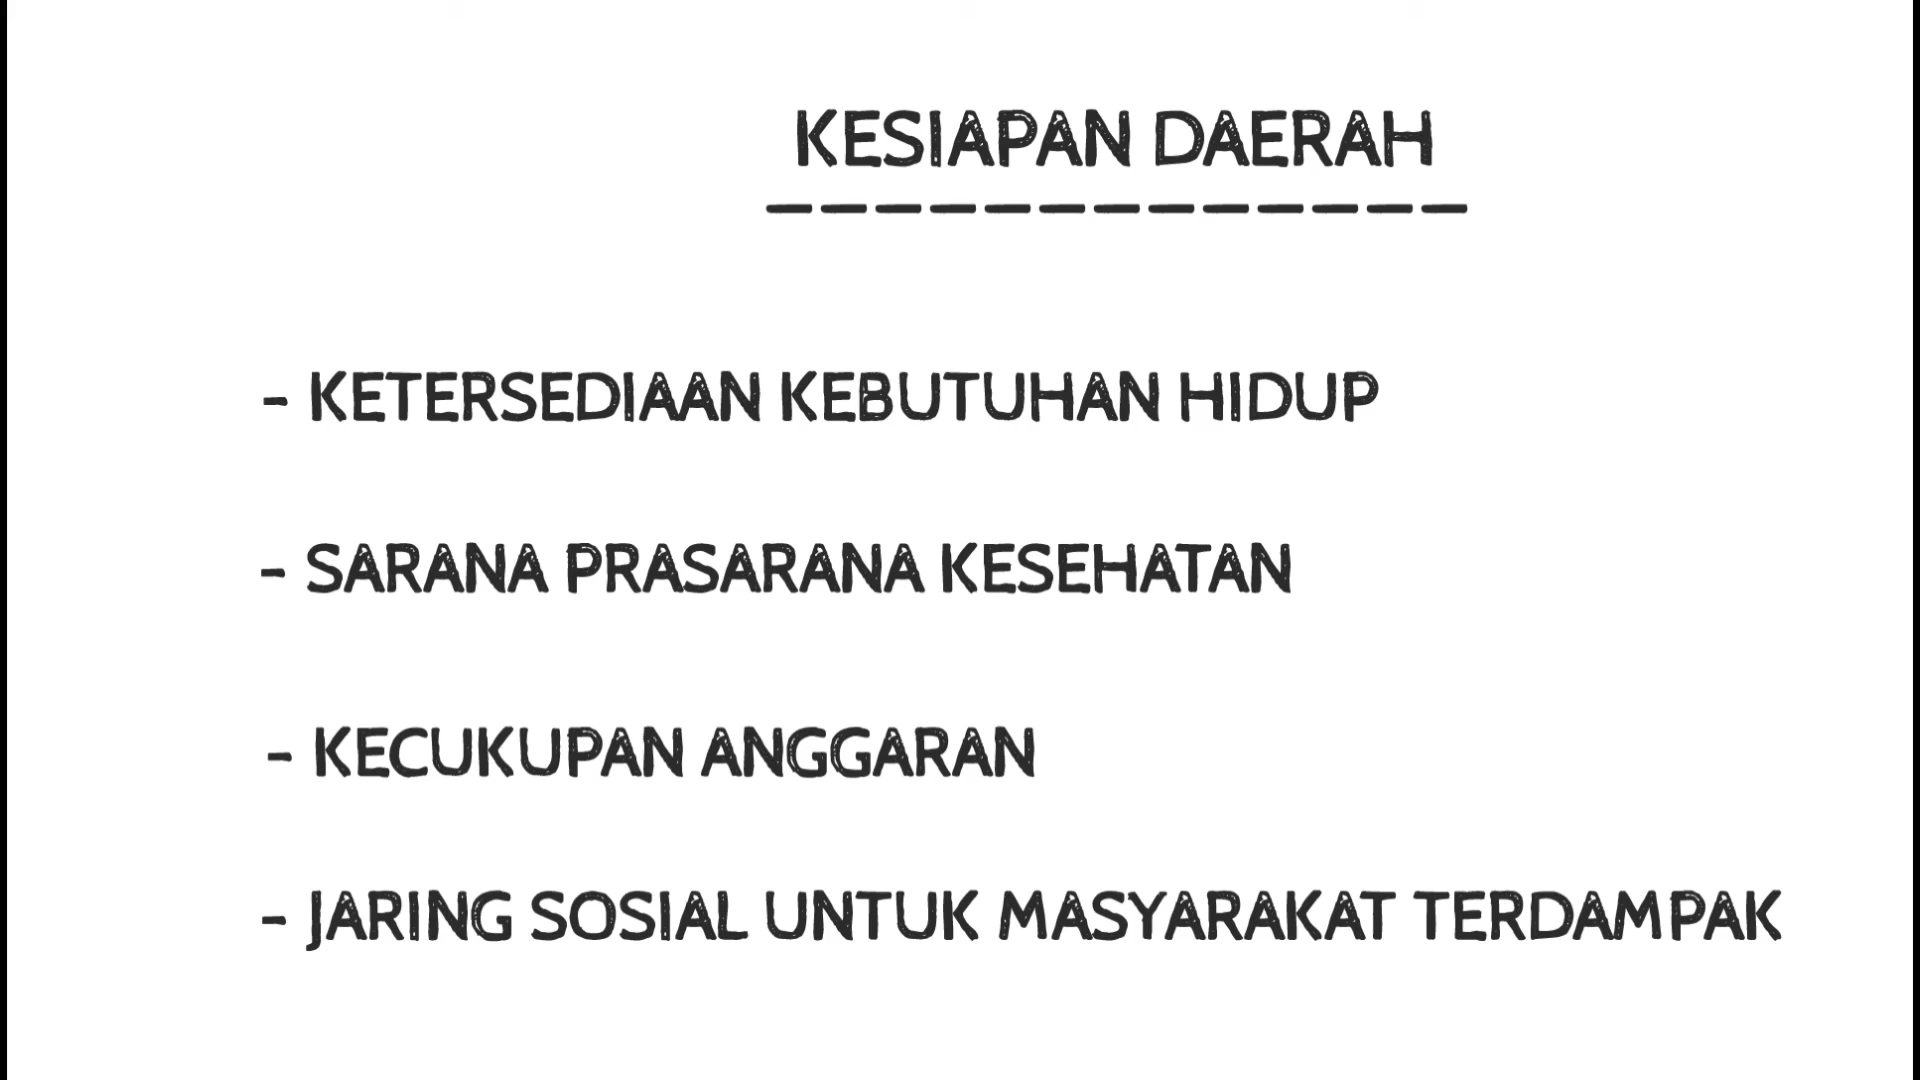 KESIAPAN DAERAH
- KETERSEDIAAN KEBUTUHAN HIDUP
- SARANA PRASARANA KESEHATAN
- KECUKUPAN ANGGARAN
- JARING SOSIAL UNTUK MASYARAKAT TERDAMPAK